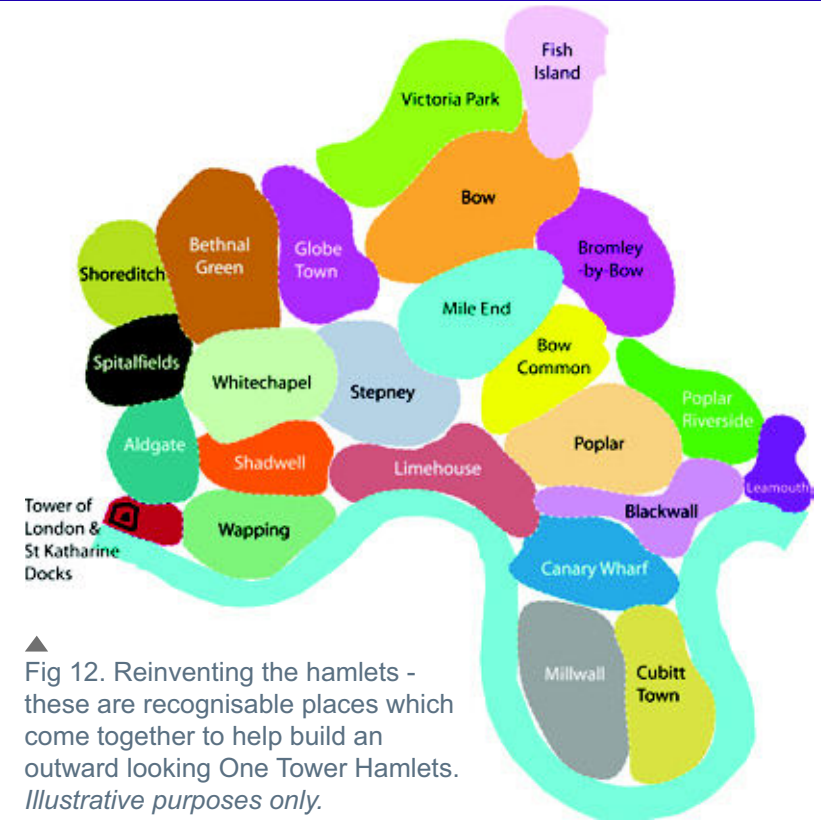 Fish
Island
Victoria Park
Bow
Bethnal
Green
Globe
Town
Bromley
-by-Bow
Shoreditch
Mile End
Spitalfields
Whitechapel
Stepney
Bow
Common
Poplar
Riverside
Aldgate
Shadwell
Limehouse
Poplar
Leamouth
Tower of
London &
St Katharine
Docks
Wapping
Blackwall
Canary Wharf
Millwall
Cubitt
Town
Fig 12. Reinventing the hamlets -
these are recognisable places which
come together to help build an
outward looking One Tower Hamlets.
Illustrative purposes only.